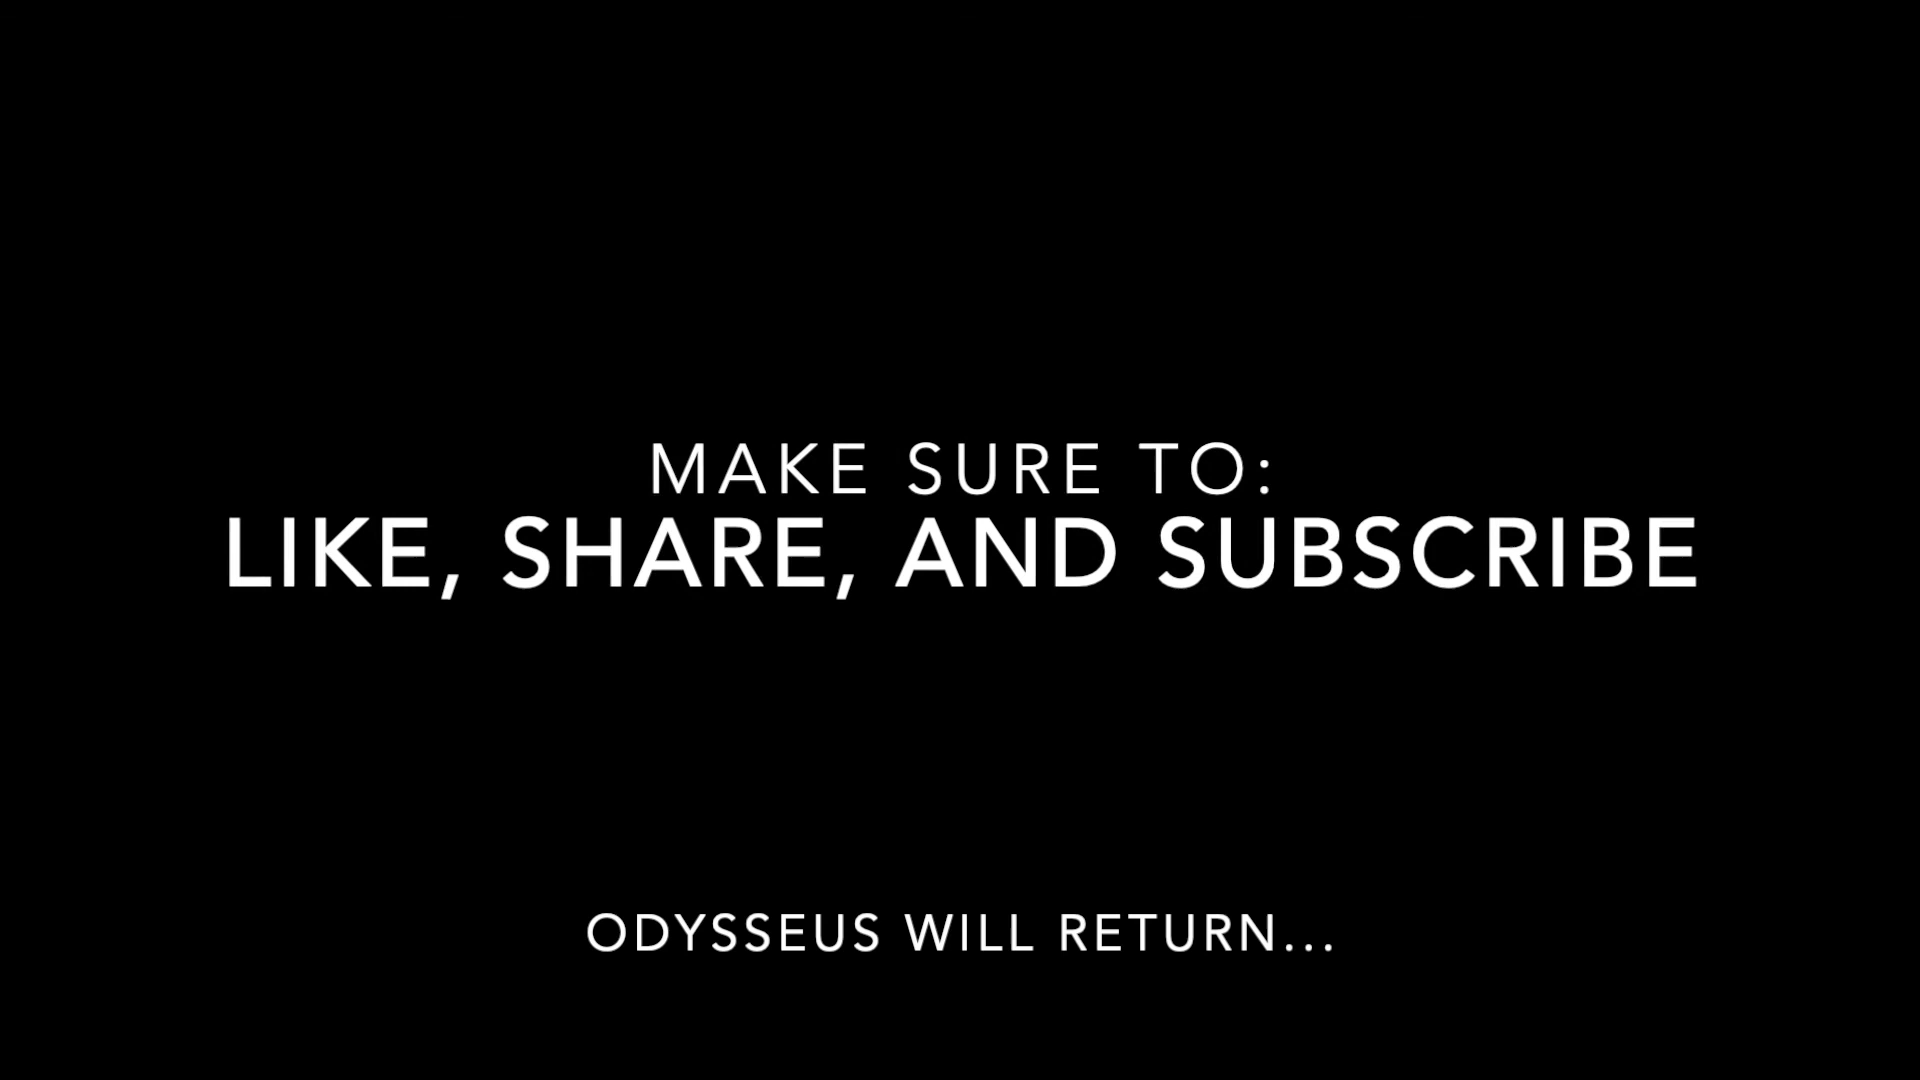 MAKE SURE TO:
LIKE, SHARE, AND SUBSCRIBE
ODYSSEUS WILL RETURN...